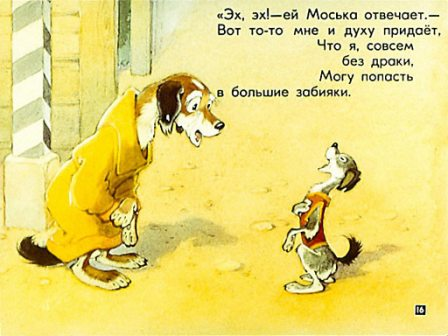 «Эх, эх!—ей Моська отвечает.—
Вот то-то мне и духу придаёт,
Что я, совсем
без драки,
Могу попасть
в большие забияки.
16